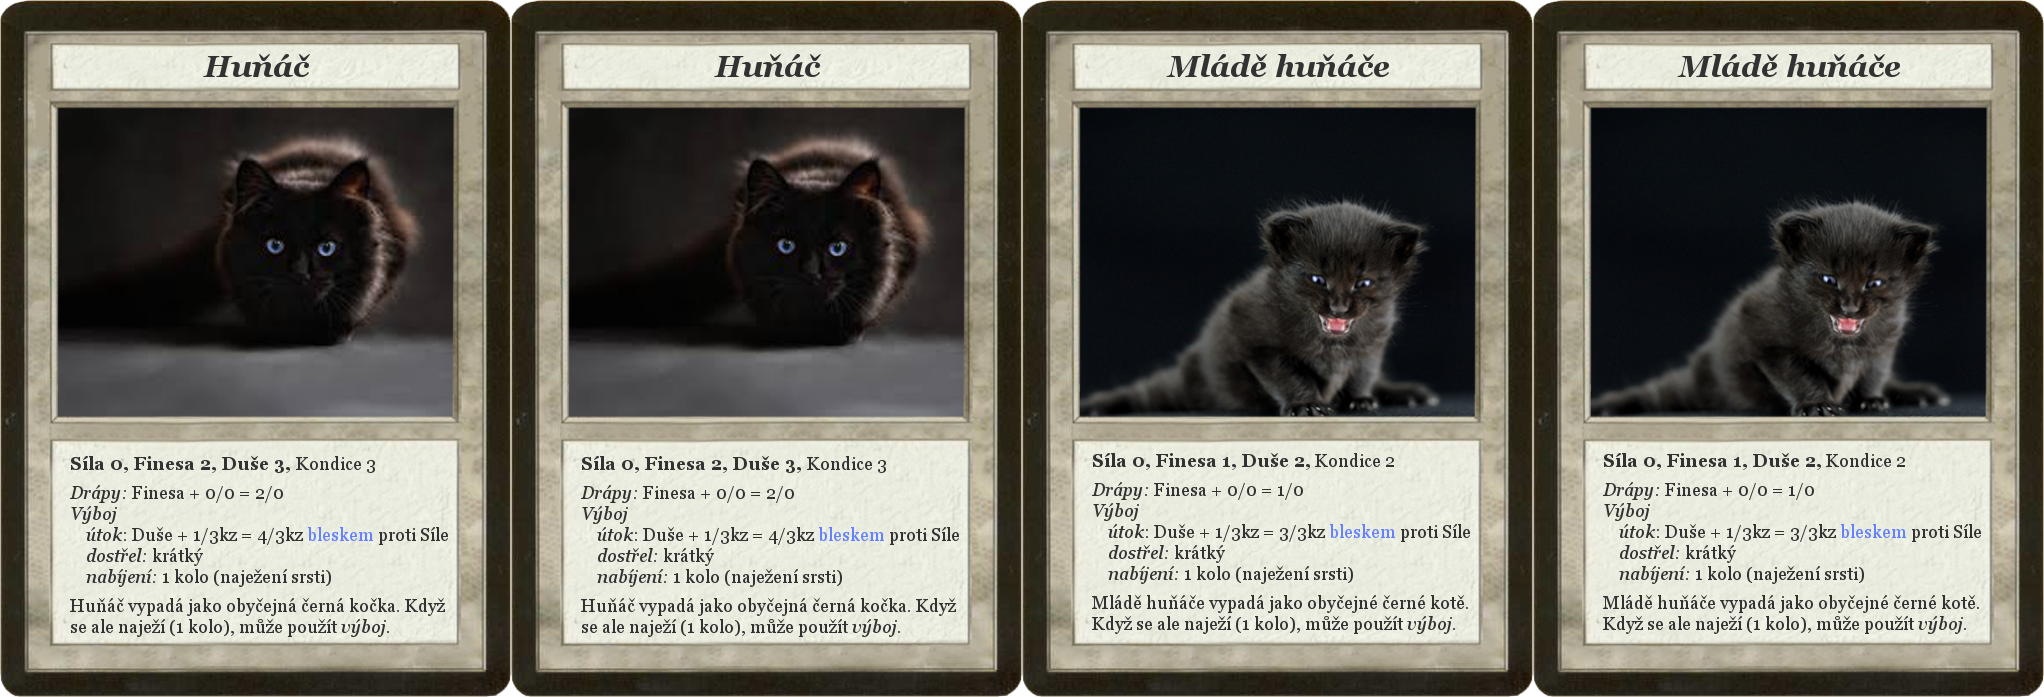 Huňáč
Síla 0, Finesa 2, Duše 3, Kondice 3
Drápy: Finesa + 0/0 = 2/0
Výboj
útok: Duše + 1/3kz = 4/3kz bleskem proti Síle
dostřel: krátký
nabíjení: 1 kolo (naježení srsti)
Huňáč vypadá jako obyčejná černá kočka. Když
se ale naježí (1 kolo), může použít výboj.
Huňáč
Síla 0, Finesa 2, Duše 3, Kondice 3
Drápy: Finesa + 0/0 = 2/0
Výboj
útok: Duše + 1/3kz = 4/3kz bleskem proti Síle
dostřel: krátký
nabíjení: 1 kolo (naježení srsti)
Huňáč vypadá jako obyčejná černá kočka. Když
se ale naježí (1 kolo), může použít výboj.
Mládě huňáče
Síla 0, Finesa 1, Duše 2, Kondice 2
Drápy: Finesa + 0/0 = 1/0
Výboj
útok: Duše + 1/3kz = 3/3kz bleskem proti Síle
dostřel: krátký
nabíjení: 1 kolo (naježení srsti)
Mládě huňáče vypadá jako obyčejné černé kotě.
Když se ale naježí (1 kolo), může použít výboj.
Mládě huňáče
Síla 0, Finesa 1, Duše 2, Kondice 2
Drápy: Finesa + 0/0 = 1/0
Výboj
útok: Duše + 1/3kz = 3/3kz bleskem proti Síle
dostřel: krátký
nabíjení: 1 kolo (naježení srsti)
Mládě huňáče vypadá jako obyčejné černé kotě.
Když se ale naježí (1 kolo), může použít výboj.